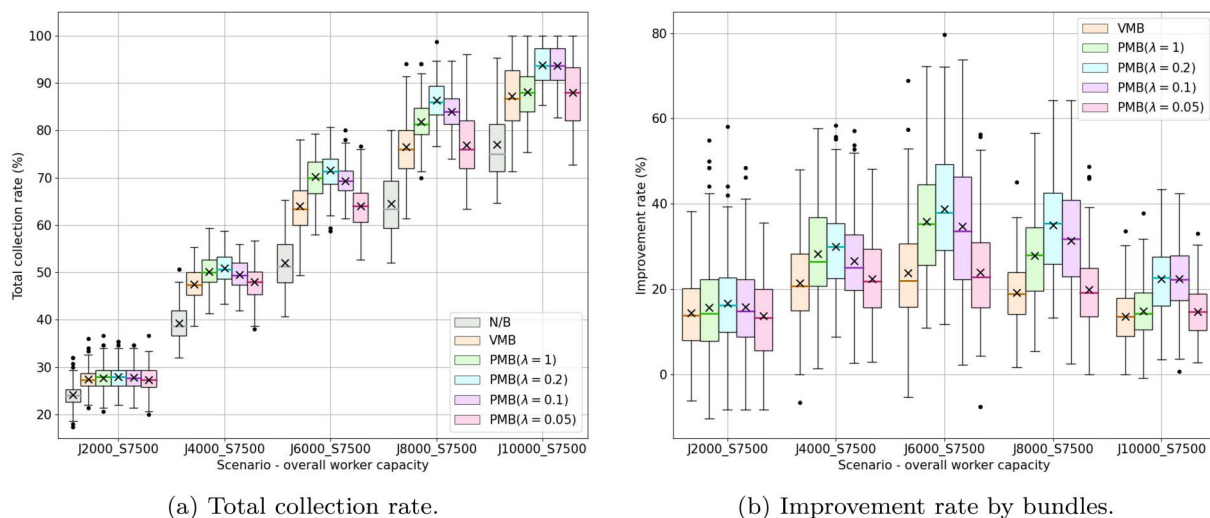 100
90
80
70
60
50
40
30
20
Total collection rate (%)
N/B
VMB
PMB(λ = 1)
PMB(λ = 0.2)
PMB(λ = 0.1)
PMB(λ = 0.05)
J2000_S7500 J4000_S7500 J6000_S7500 J8000_S7500 J10000_S7500
Scenario - overall worker capacity
(a) Total collection rate.
80
60
40
20
0
Improvement rate (%)
VMB
PMB(λ = 1)
PMB(λ = 0.2)
PMB(λ = 0.1)
PMB(λ = 0.05)
J2000_S7500 J4000_S7500 J6000_S7500 J8000_S7500 J10000_S7500
Scenario - overall worker capacity
(b) Improvement rate by bundles.